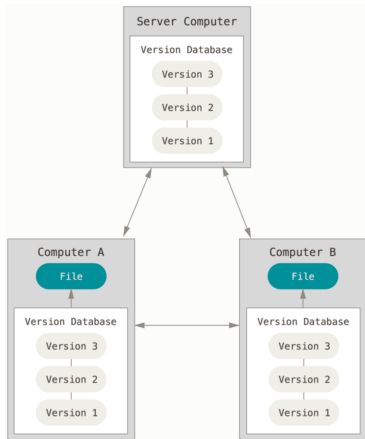 Server Computer
Version Database
Version 3
Version 2
Version 1
Computer A
File
Version Database
Version 3
Version 2
Version 1
Computer B
File
Version Database
Version 3
Version 2
Version 1